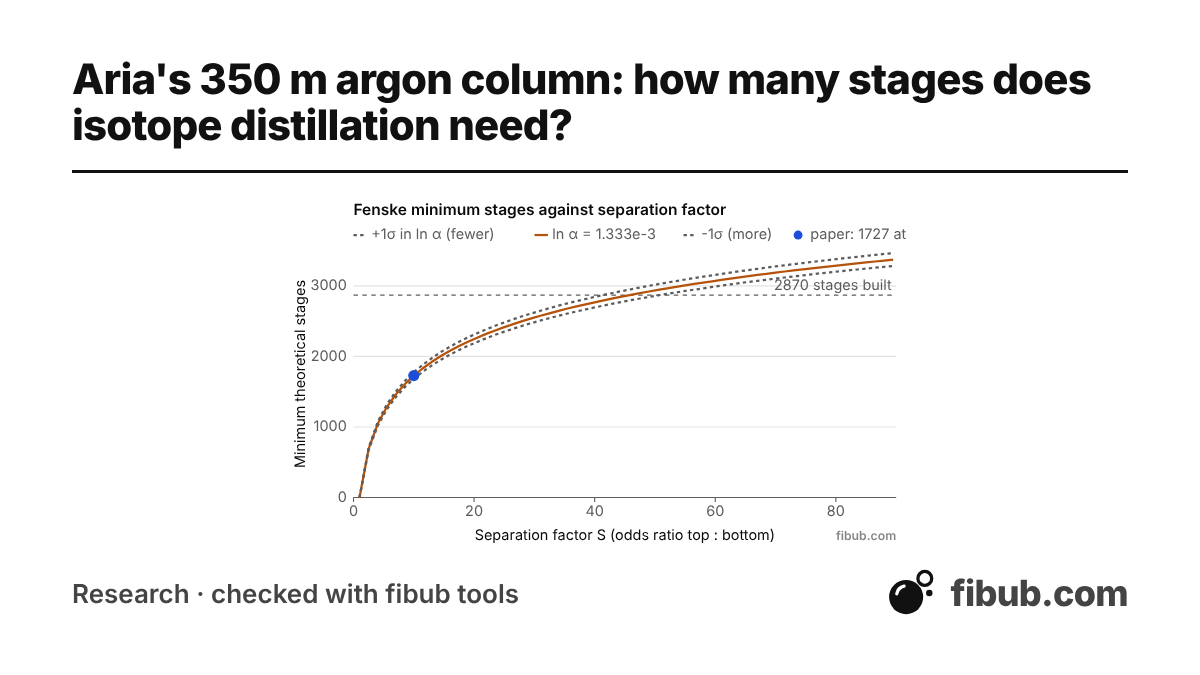 Aria's 350 m argon column: how many stages does
isotope distillation need?
Fenske minimum stages against separation factor
+1σ in ln α (fewer)
ln α = 1.333e-3
-1σ (more)
paper: 1727 at
Minimum theoretical stages
3000
2000
1000
0
2870 stages built
0
20
40
60
80
Separation factor S (odds ratio top : bottom)
fibub.com
Research · checked with fibub tools
fibub.com